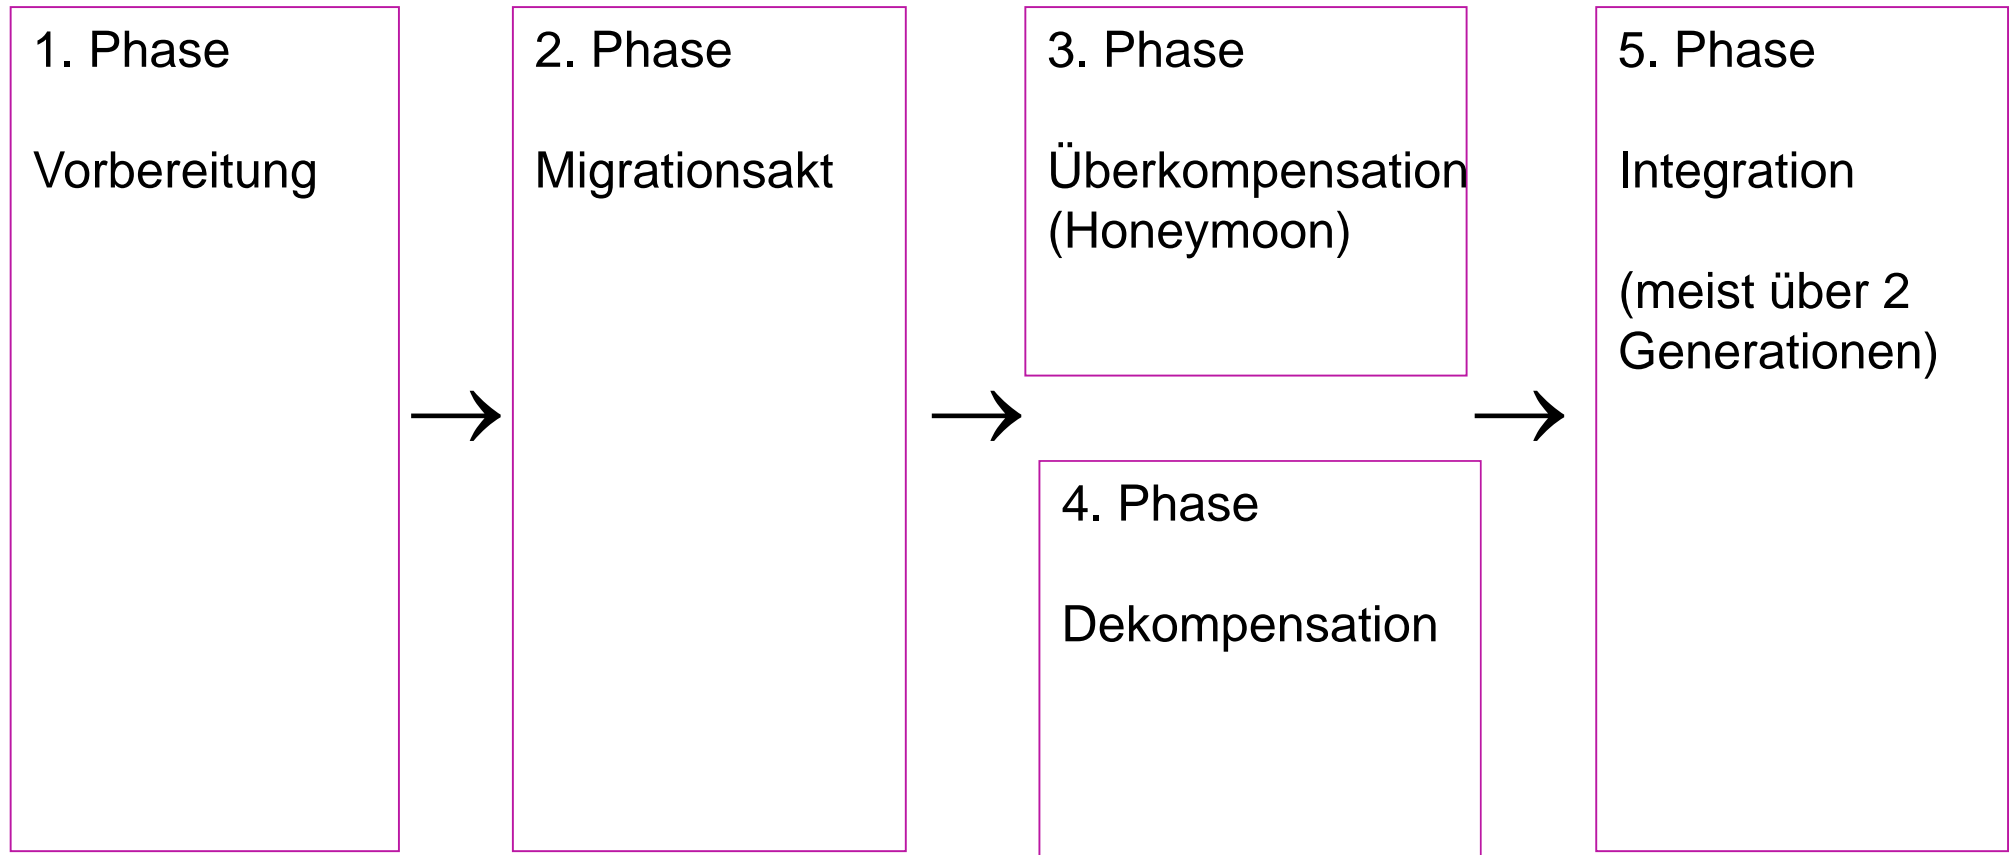 1. Phase
Vorbereitung
→
2. Phase
Migrationsakt
→
3. Phase
Überkompensation
(Honeymoon)
4. Phase
Dekompensation
→
5. Phase
Integration
(meist über 2
Generationen)